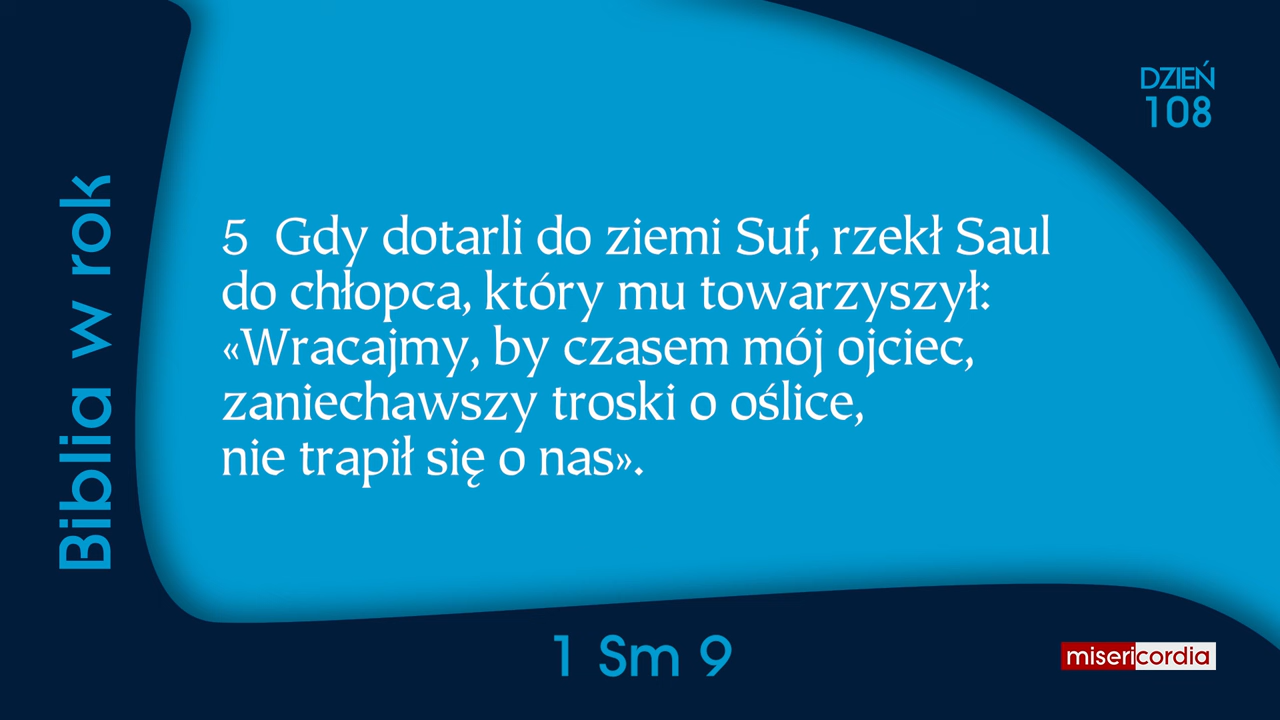 DZIEŃ
108
Biblia w rok
5 Gdy dotarli do ziemi Suf, rzekł Saul
do chłopca, który mu towarzyszył:
«Wracajmy, by czasem mój ojciec,
zaniechawszy troski o oślice,
nie trapił się o nas».
1 Sm 9
misericordia